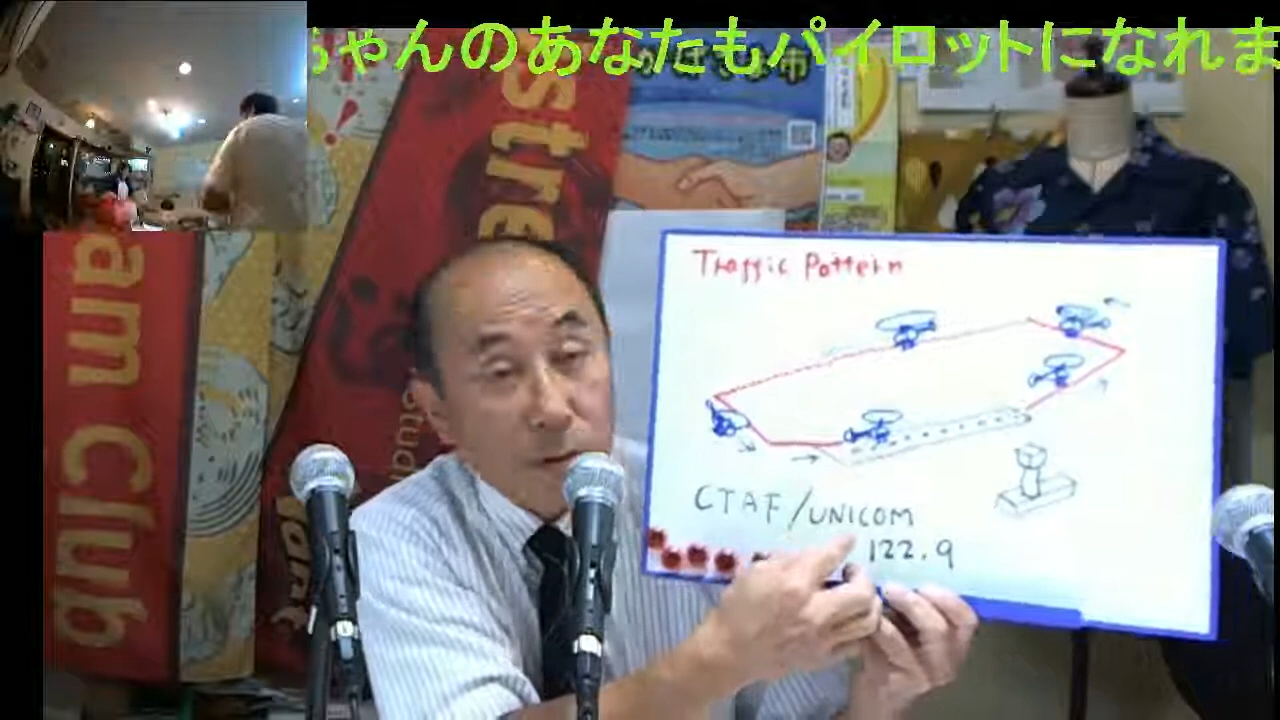 ちゃんのあなたもパイロットになれま
stre
am Club
Traffic Pattern
CTAF/UNICOM
122.9